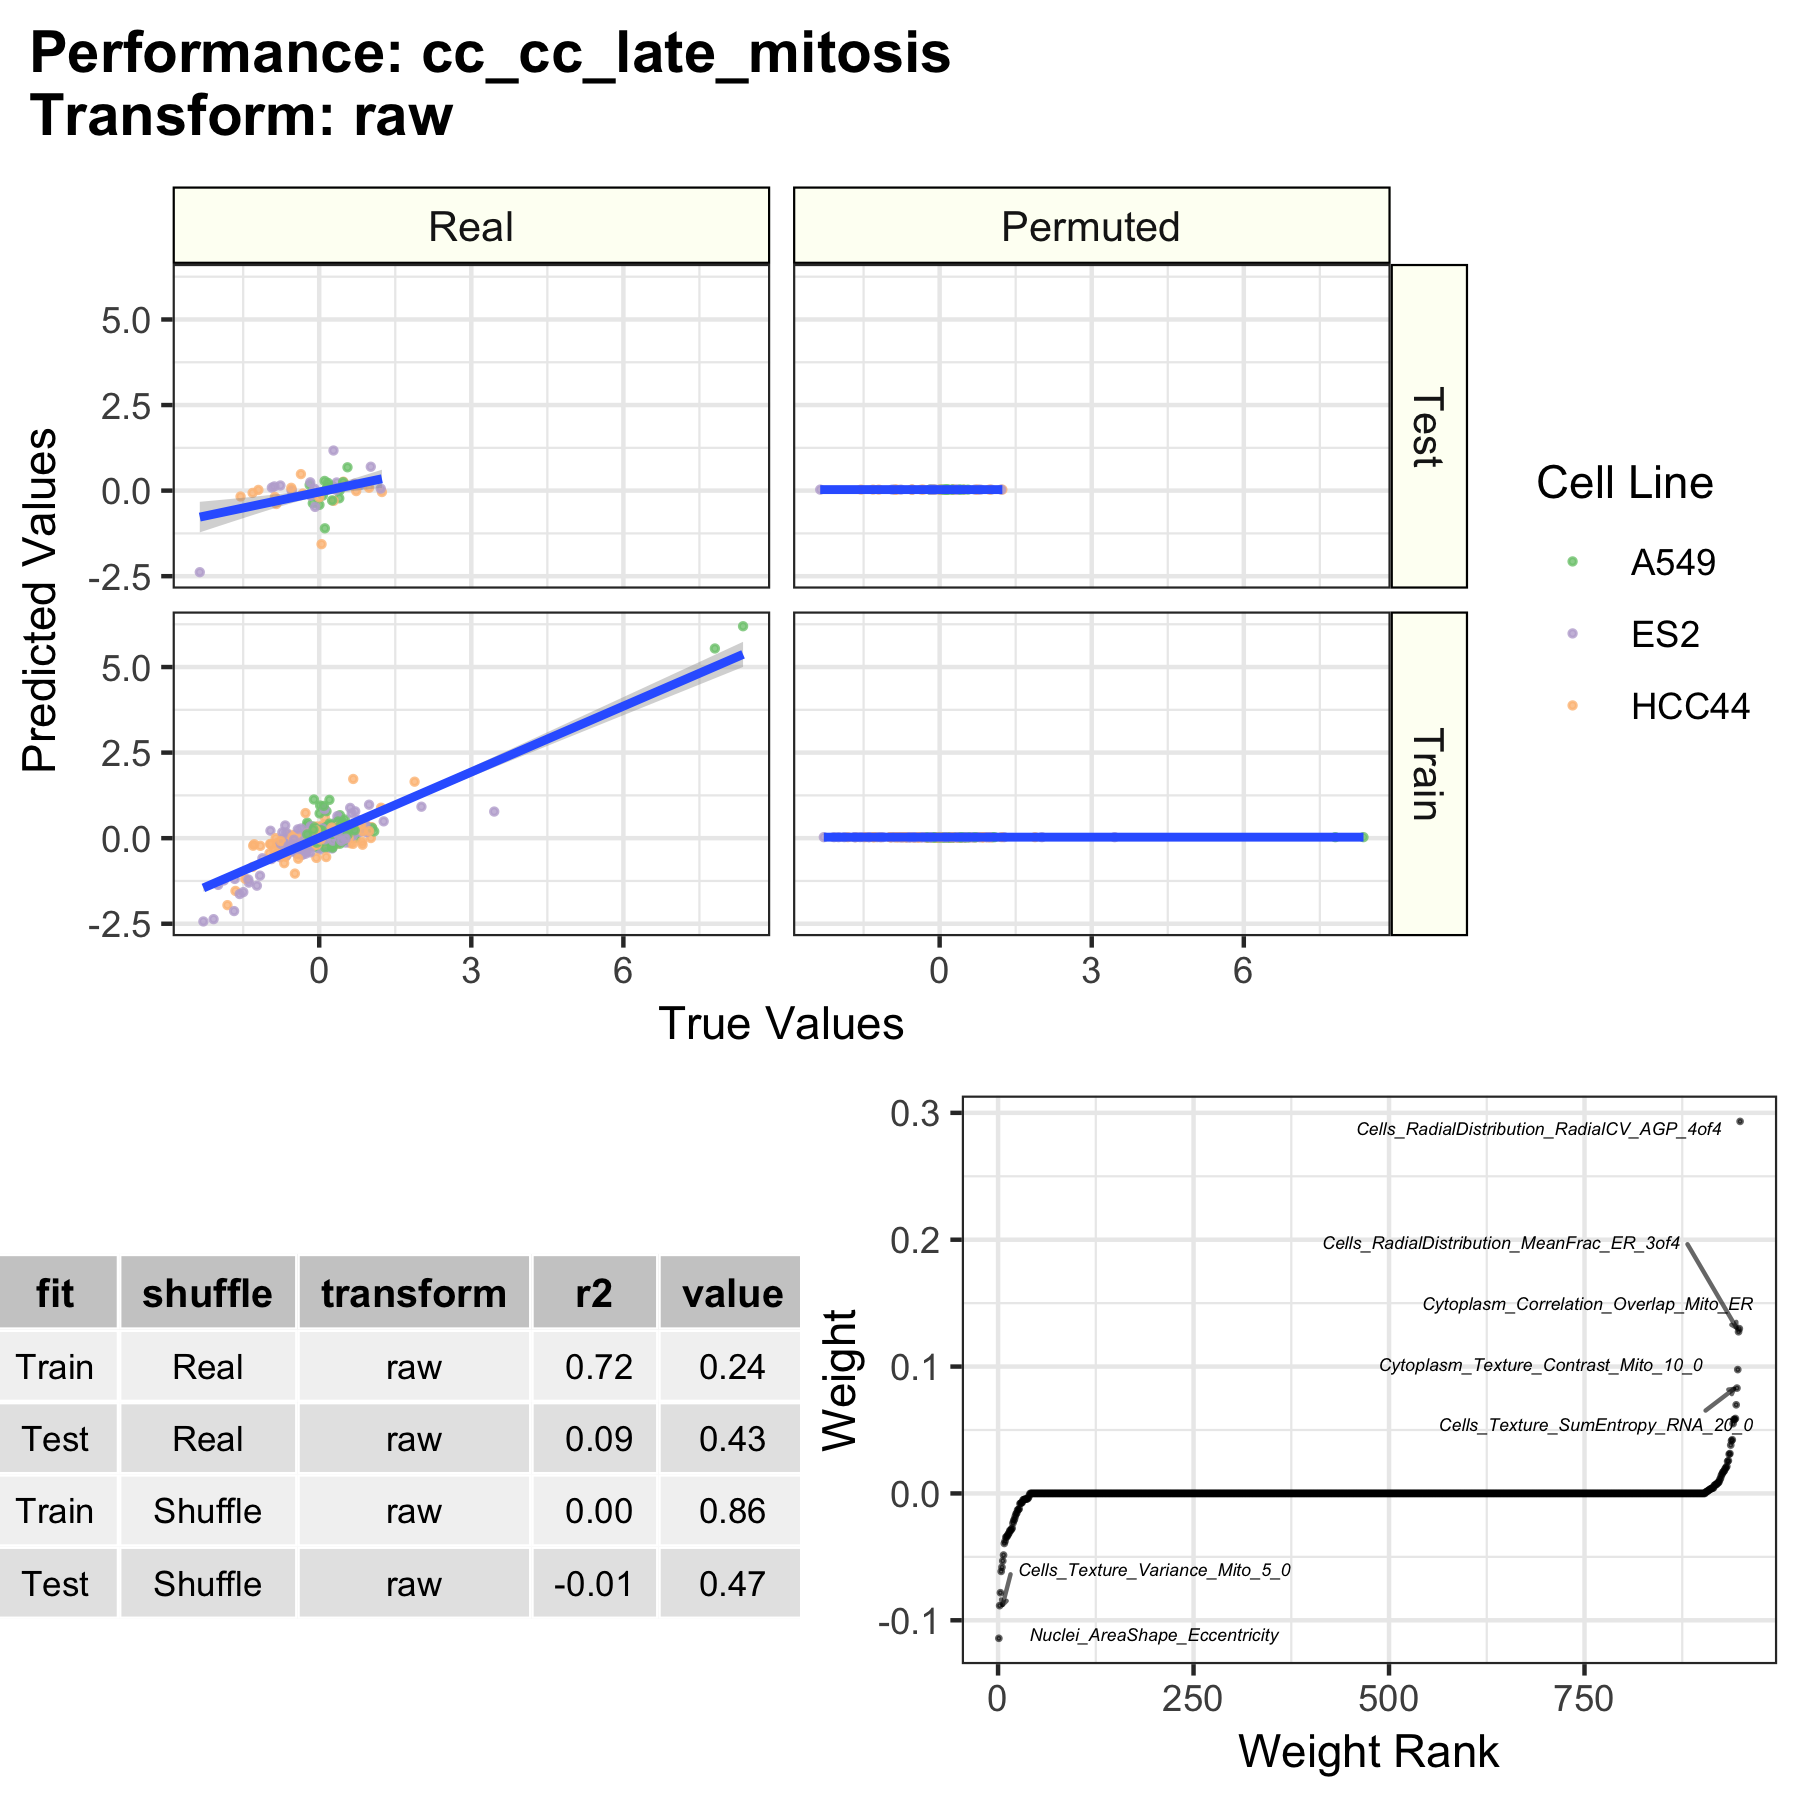 Performance: cc_cc_late_mitosis
Transform: raw
Real
Permuted
5.0
2.5
0.0
-2.5
Test
5.0
2.5
0.0
-2.5
Train
0
3
6
0
3
6
Predicted Values
True Values
Cell Line
A549
ES2
HCC44
fit shuffle transform r2 value
Train Real raw 0.72 0.24
Test Real raw 0.09 0.43
Train Shuffle raw 0.00 0.86
Test Shuffle raw -0.01 0.47
Weight
0.3
0.2
0.1
0.0
-0.1
Cells_RadialDistribution_RadialCV_AGP_4of4
Cells_RadialDistribution_MeanFrac_ER_3of4
Cytoplasm_Correlation_Overlap_Mito_ER
Cytoplasm_Texture_Contrast_Mito_10_0
Cells_Texture_SumEntropy_RNA_20_0
Cells_Texture_Variance_Mito_5_0
Nuclei_AreaShape_Eccentricity
0
250
500
750
Weight Rank